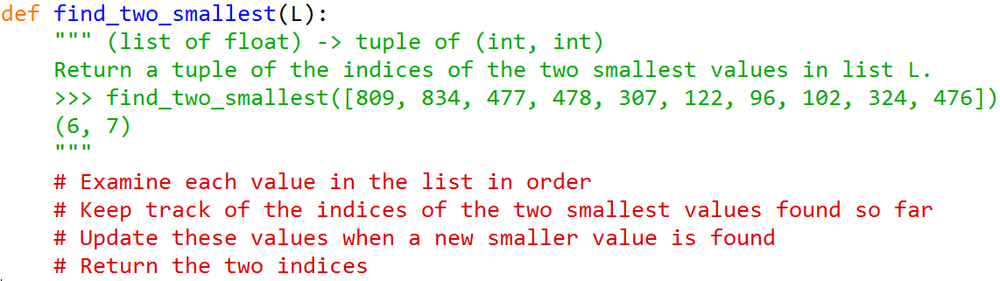 def find_two_smallest(L):
""" (list of float) -> tuple of (int, int)
Return a tuple of the indices of the two smallest values in list L.
>>> find_two_smallest([809, 834, 477, 478, 307, 122, 96, 102, 324, 476])
(6, 7)
"""
# Examine each value in the list in order
# Keep track of the indices of the two smallest values found so far
# Update these values when a new smaller value is found
# Return the two indices